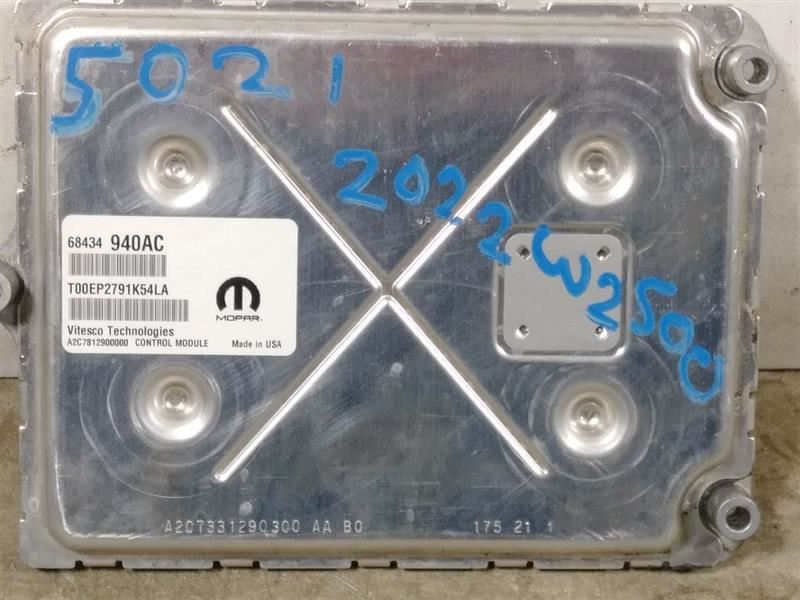 5021
2022 W2500
68434 940AC
T00EP2791K54LA
MOPAR.
Vitesco Technologies
A2C7812900000 CONTROL MODULE Made in USA
A2C7331290300 AA B0 175 21 1